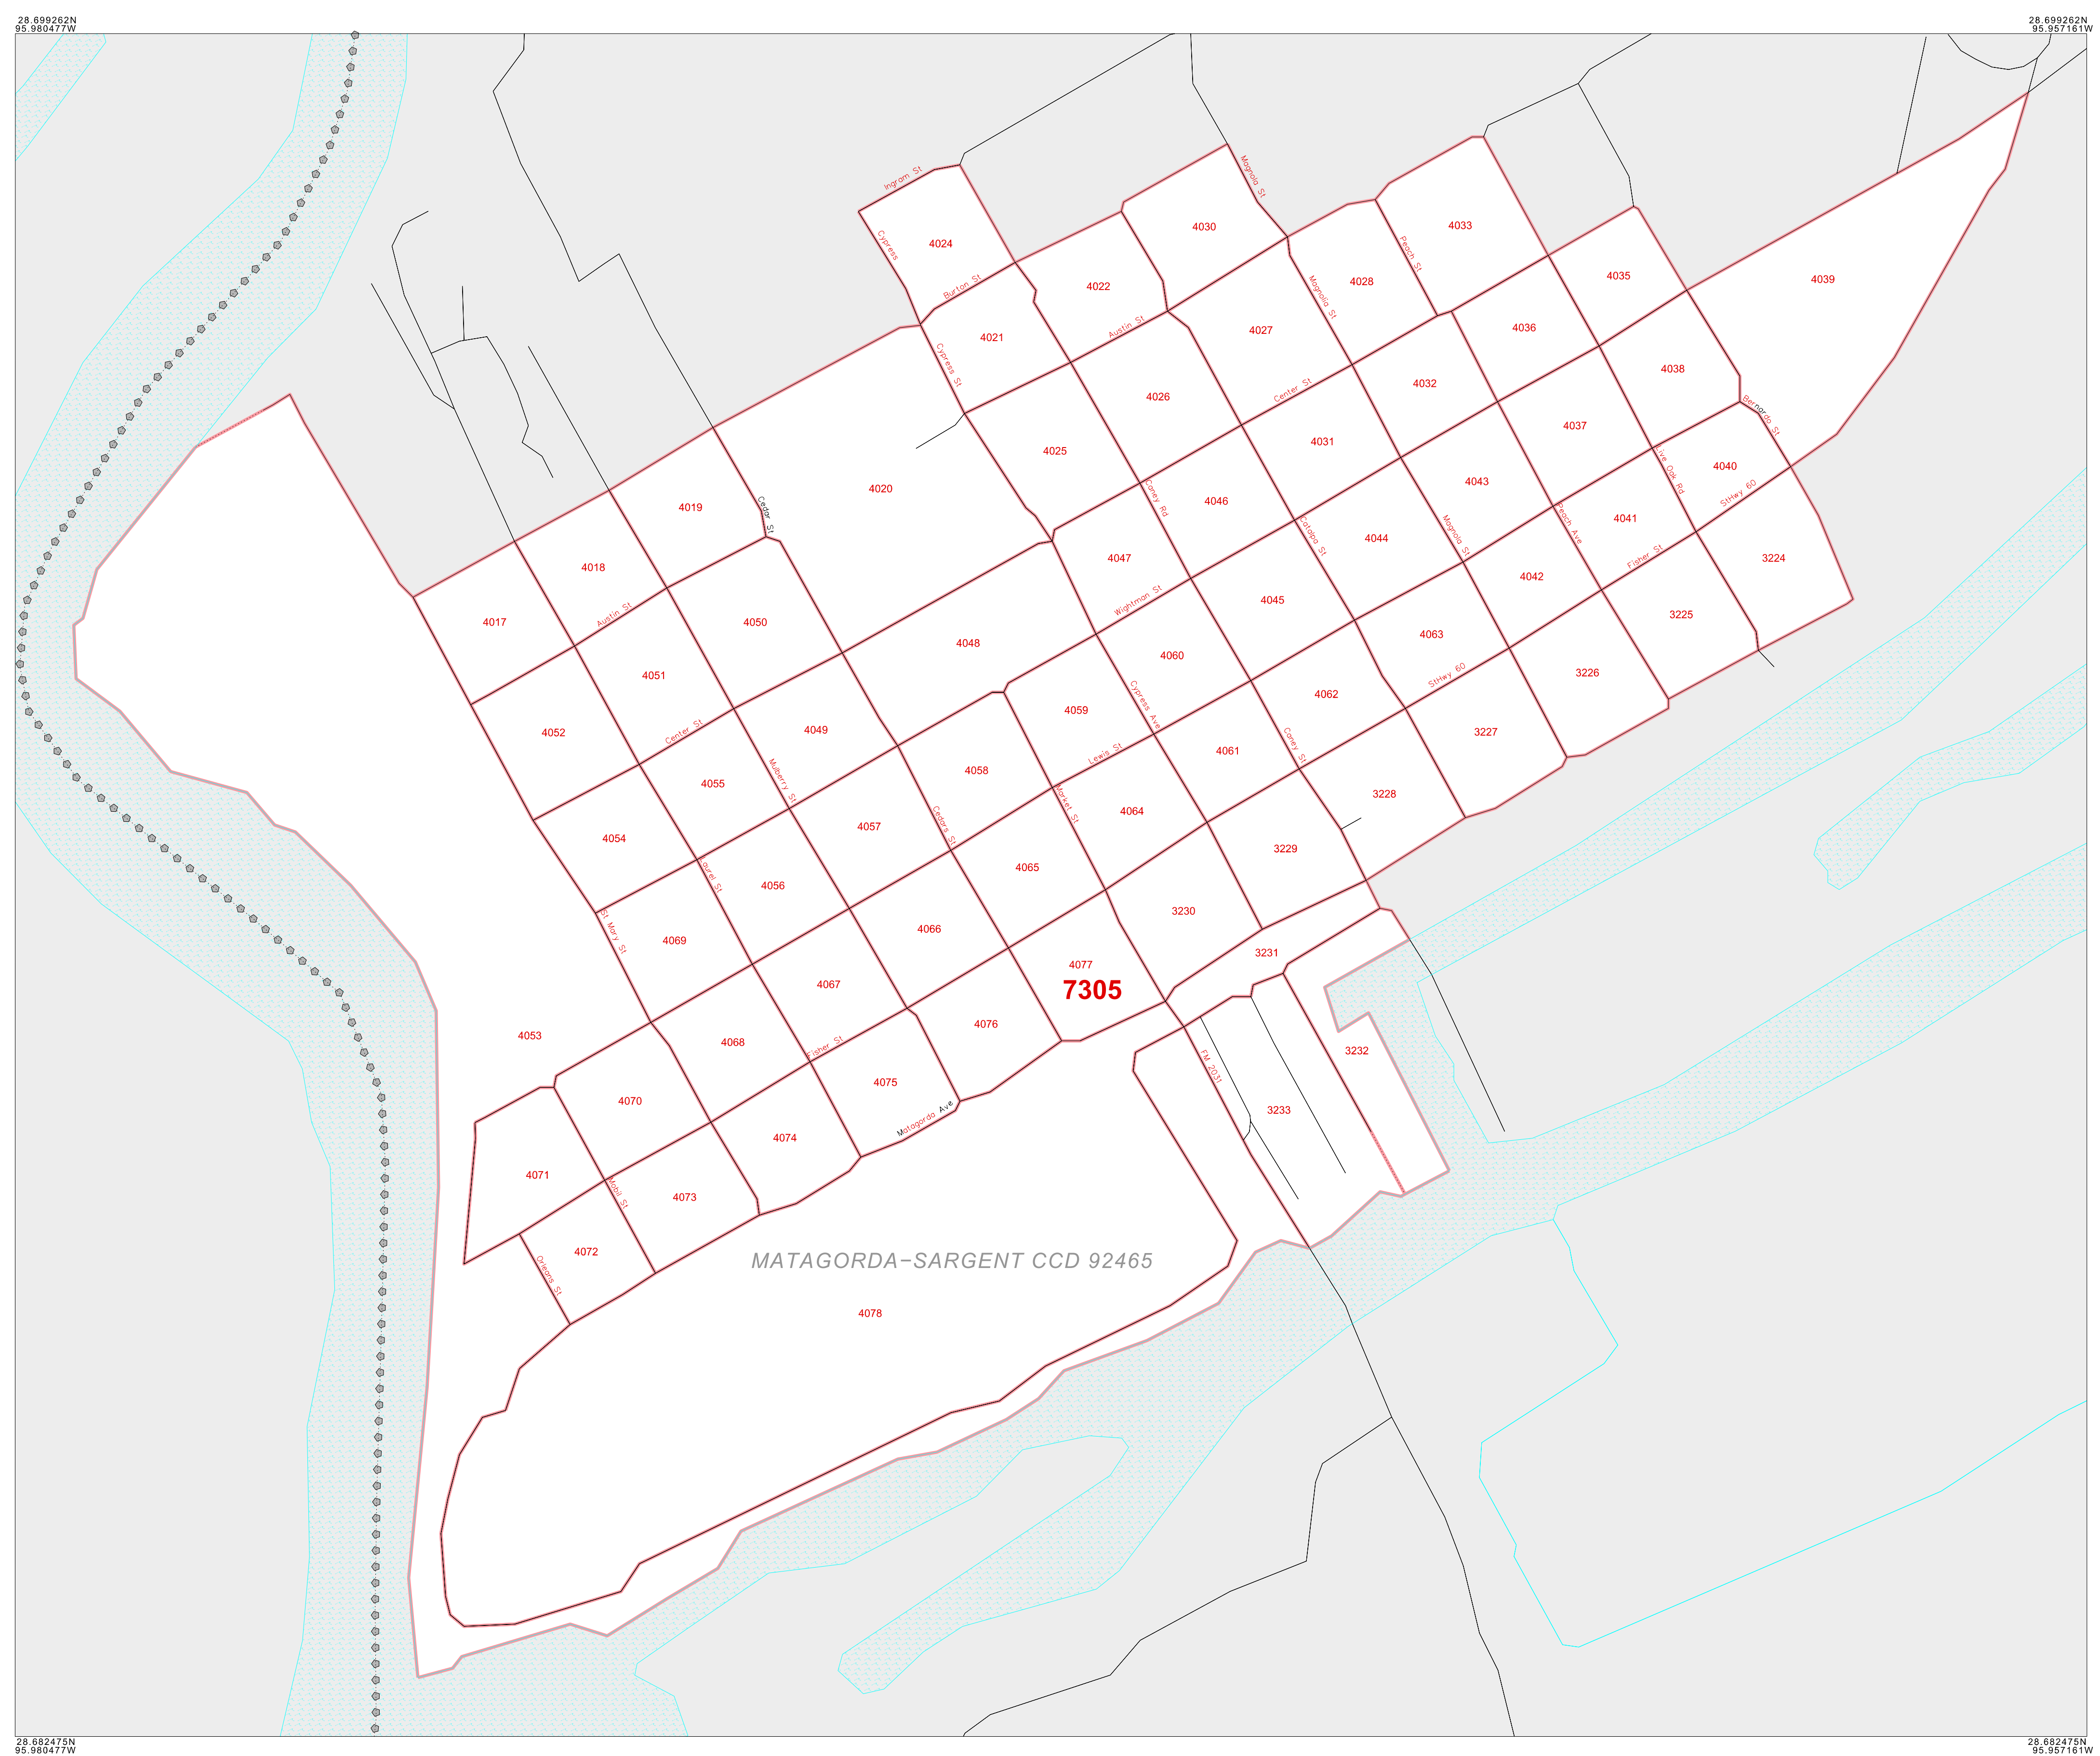 28.699262N
95.980477W
28.699262N
95.957161W
Ingram St
Magnola St
4030
4033
4024
Cypress
Peach St
4035
4039
4028
4022
Burton St
Magnolia St
4036
Austin St
4027
4021
Cypress St
4038
4032
Center St
4026
Bernardo St
4037
4031
4025
Live Oak Rd
4040
4043
StHwy 60
4020
Caney Rd
4046
4019
Cedar St
Peach Ave
4041
Catalpa St
Magnola St
4044
4047
Fisher St
3224
4018
4042
Wightman St
4045
Austin St
3225
4017
4050
4063
4048
4060
StHwy 60
3226
4051
Cypress Ave
4062
4059
Center St
4049
4052
3227
Caney St
Lewis St
4061
4058
Mulberry St
4055
Market St
3228
4064
Cedars St
4057
4054
3229
Laurel St
4065
4056
St Mary St
3230
4066
4069
3231
4077
4067
7305
4076
4053
4068
Fisher St
3232
FM 2031
4075
4070
3233
Matagorda Ave
4074
4071
Mobil St
4073
4072
Orleans St
MATAGORDA-SARGENT CCD 92465
4078
28.682475N
95.980477W
28.682475N
95.957161W